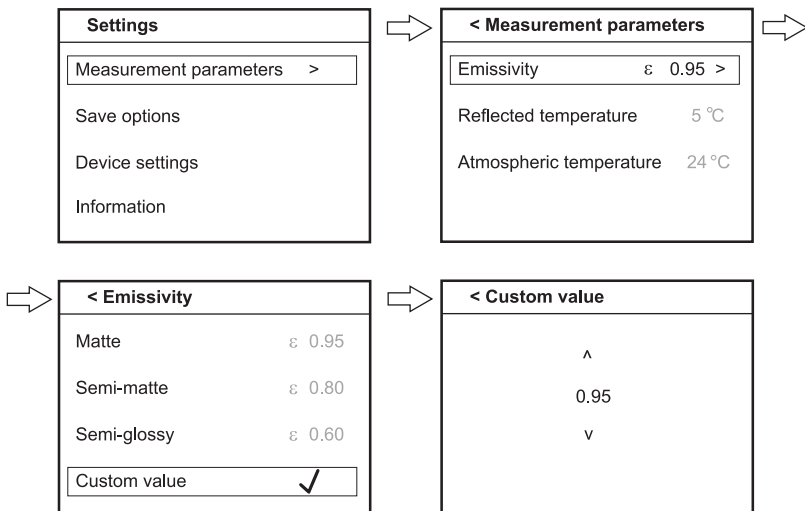 Settings
Measurement parameters >
Save options
Device settings
Information
< Measurement parameters
Emissivity ε 0.95 >
Reflected temperature 5 °C
Atmospheric temperature 24 °C
< Emissivity
Matte ε 0.95
Semi-matte ε 0.80
Semi-glossy ε 0.60
Custom value ✓
< Custom value
^
0.95
v